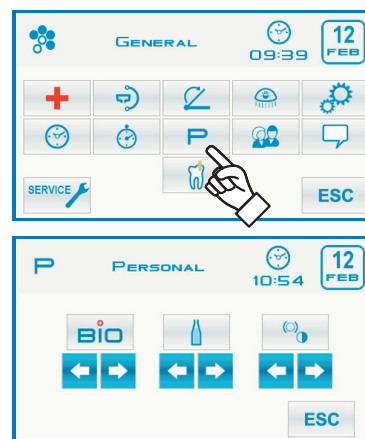 GENERAL
09:39
12
FEB
P
SERVICE
ESC
P
PERSONAL
10:54
12
FEB
BIO
ESC